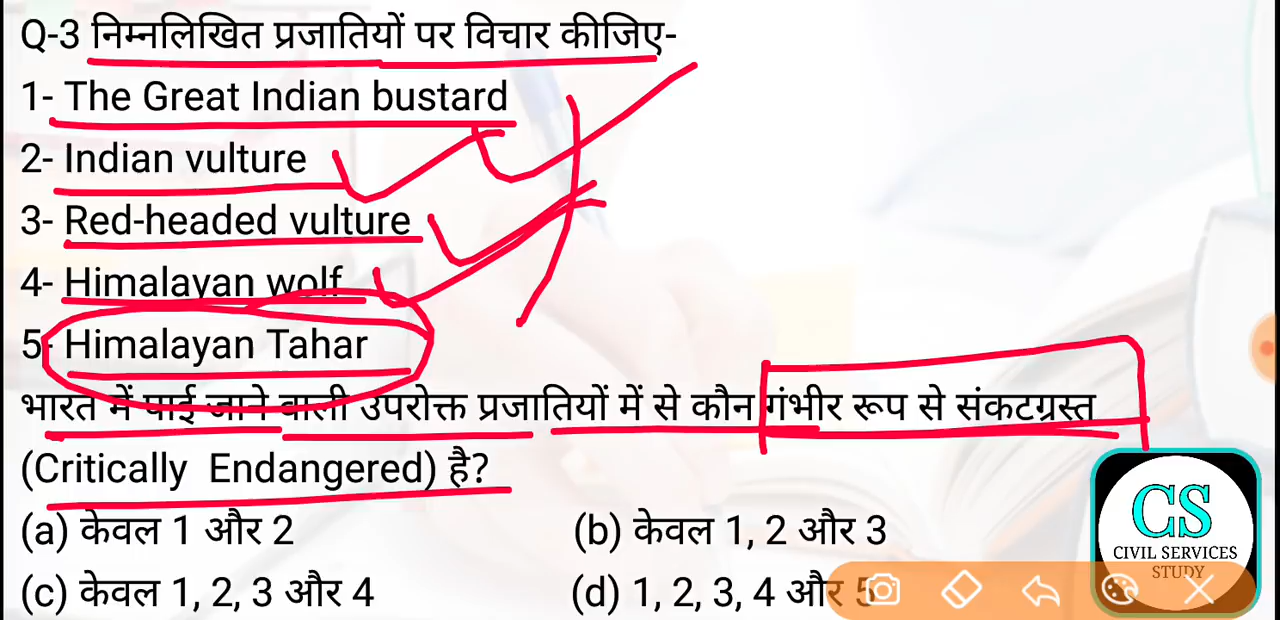 Q-3 निम्नलिखित प्रजातियों पर विचार कीजिए-
1- The Great Indian bustard
2- Indian vulture
3- Red-headed vulture
4- Himalayan wolf
5- Himalayan Tahar
भारत में पाई जाने वाली उपरोक्त प्रजातियों में से कौन गंभीर रूप से संकटग्रस्त
(Critically Endangered) है?
(a) केवल 1 और 2 (b) केवल 1, 2 और 3
(c) केवल 1, 2, 3 और 4 (d) 1, 2, 3, 4 और 5
CS
CIVIL SERVICES
STUDY